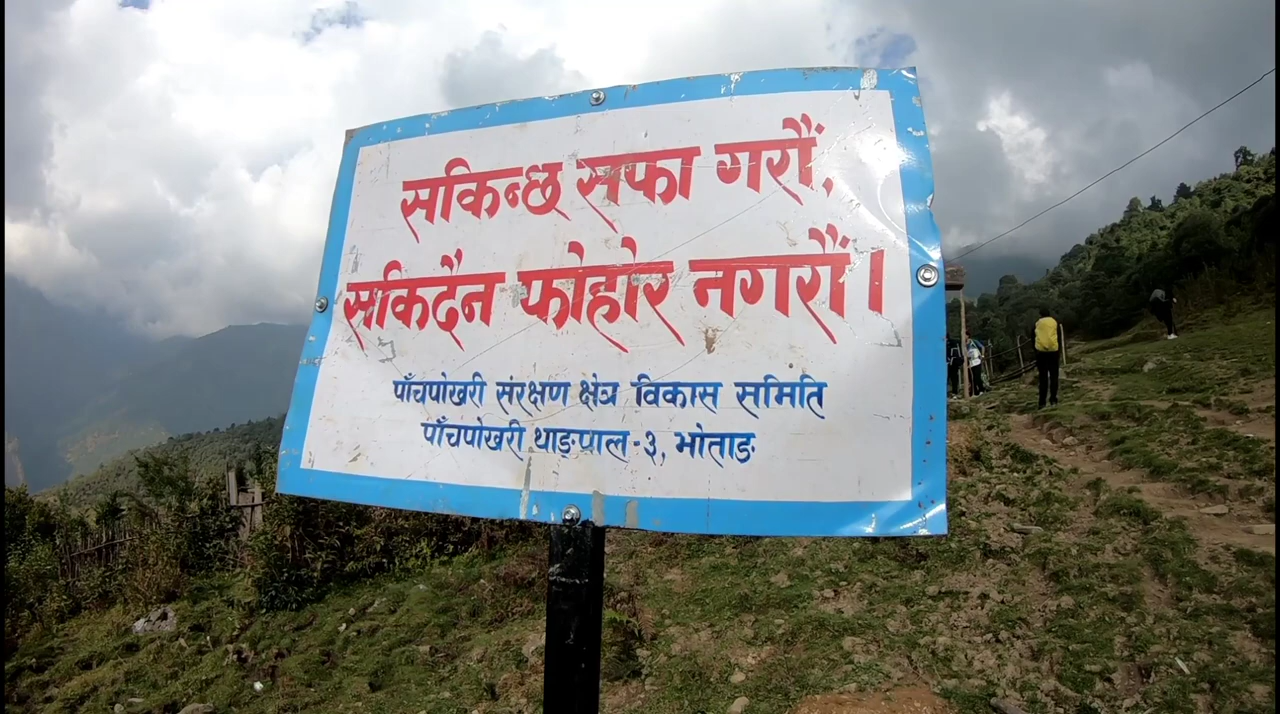 सकिन्छ सफा गरौं,
सकिदैन फोहोर नगरौं।
पाँचपोखरी संरक्षण क्षेत्र विकास समिति
पाँचपोखरी थाङपाल-३, भोताङ